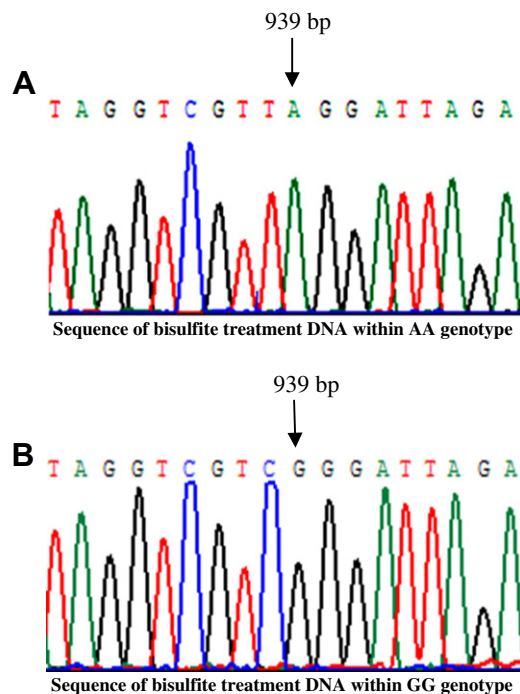 939 bp
A
T A G G T C G T T A G G A T T A G A
Sequence of bisulfite treatment DNA within AA genotype
939 bp
B
T A G G T C G T C G G G A T T A G A
Sequence of bisulfite treatment DNA within GG genotype